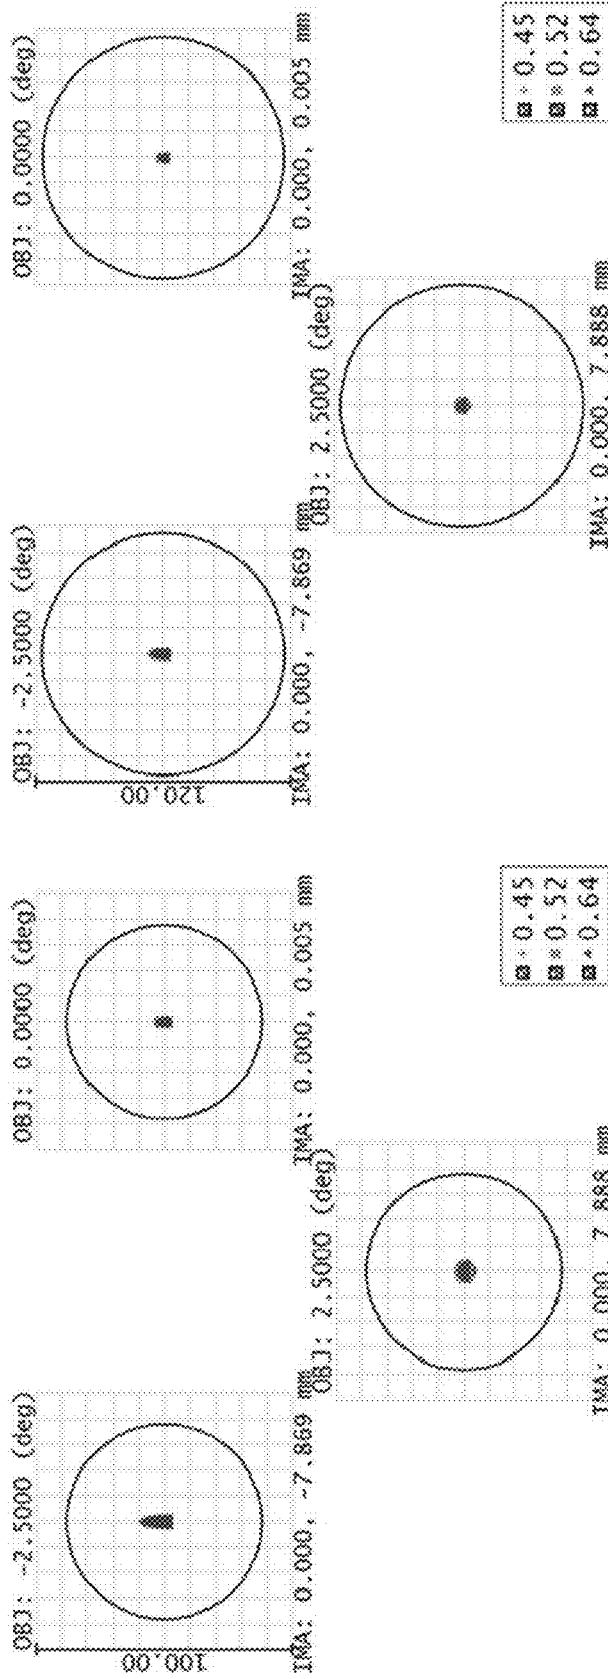 OBJ: -2.5000 (deg)
OBJ: 0.0000 (deg)
100.00
IMA: 0.000, -7.869 mm
IMA: 0.000, 0.005 mm
OBJ: 2.5000 (deg)
IMA: 0.000, 7.888 mm
0.45
0.52
0.64
OBJ: -2.5000 (deg)
OBJ: 0.0000 (deg)
120.00
IMA: 0.000, -7.869 mm
IMA: 0.000, 0.005 mm
OBJ: 2.5000 (deg)
IMA: 0.000, 7.888 mm
0.45
0.52
0.64